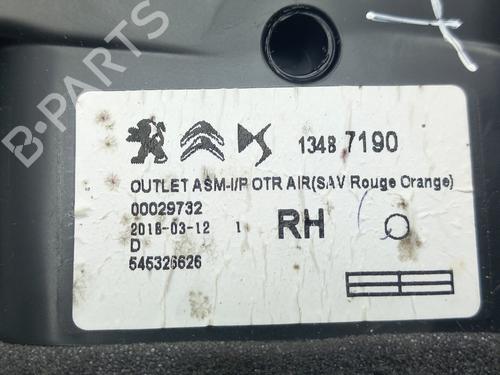 1348 7190
OUTLET ASM-I/P OTR AIR(SAV Rouge Orange)
00029732
2018-03-12 1 RH
D
545326626
B-PARTS